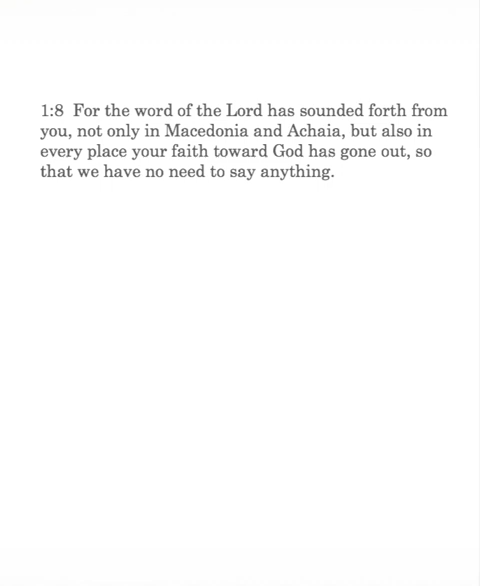 1:8 For the word of the Lord has sounded forth from
you, not only in Macedonia and Achaia, but also in
every place your faith toward God has gone out, so
that we have no need to say anything.